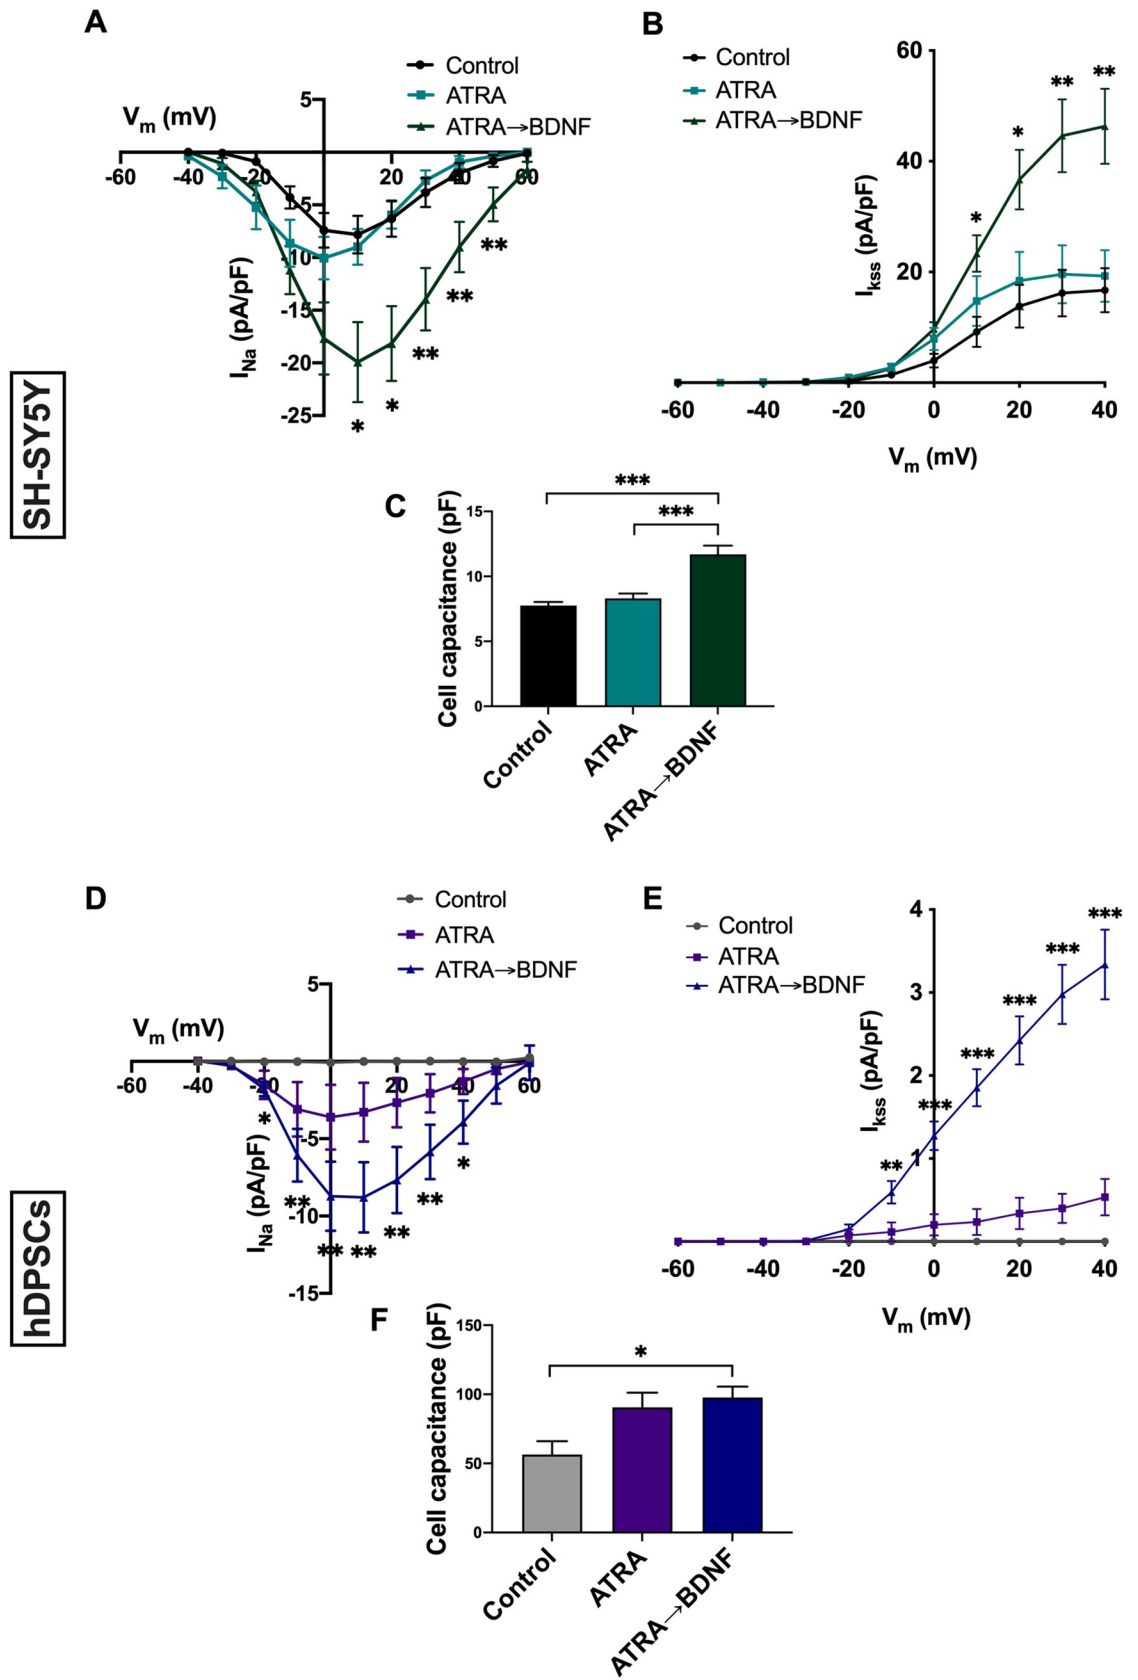 A
Control
ATRA
ATRA→BDNF
Vm (mV)
5
-60 -40 -20 20 40 60
-5
-10
-15
-20
-25
INa (pA/pF)
**
**
**
*
*
B
Control
ATRA
ATRA→BDNF
60
40
20
Ikss (pA/pF)
*
*
**
**
-60 -40 -20 0 20 40
Vm (mV)
SH-SY5Y
C
Cell capacitance (pF)
15
10
5
0
***
***
Control
ATRA
ATRA→BDNF
D
Control
ATRA
ATRA→BDNF
5
Vm (mV)
-60 -40 -20 20 40 60
-5
-10
-15
INa (pA/pF)
*
**
**
**
**
**
*
E
Control
ATRA
ATRA→BDNF
4
3
2
1
Ikss (pA/pF)
**
***
***
***
***
***
-60 -40 -20 0 20 40
Vm (mV)
hDPSCs
F
Cell capacitance (pF)
150
100
50
0
*
Control
ATRA
ATRA→BDNF